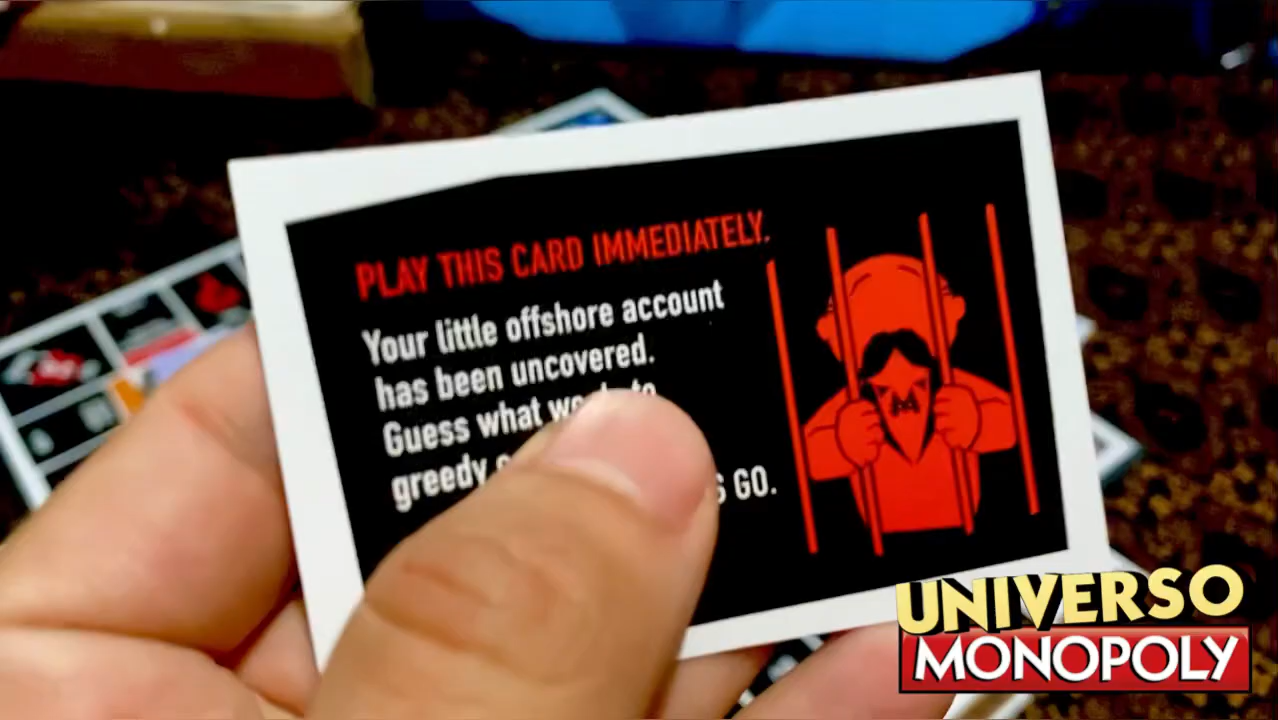 PLAY THIS CARD IMMEDIATELY.
Your little offshore account
has been uncovered.
Guess what
greedy
GO.
UNIVERSO
MONOPOLY